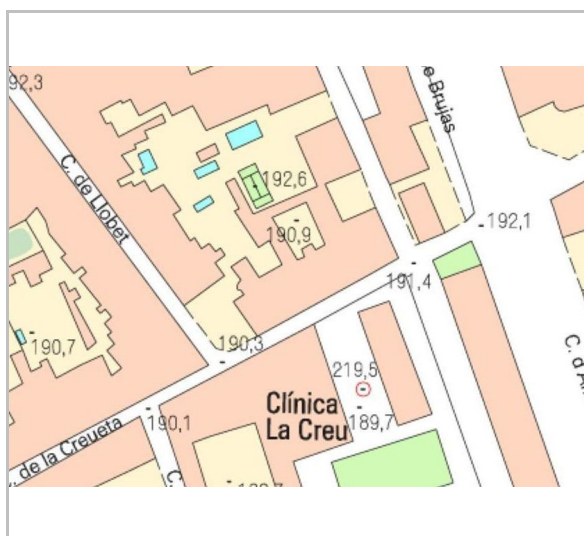 92,3
e Brujas
C. de Llobet
192,6
190,9
192,1
191,4
190,7
190,3
219,5
Clínica
La Creu
189,7
190,1
de la Creueta
C.
C. d'A